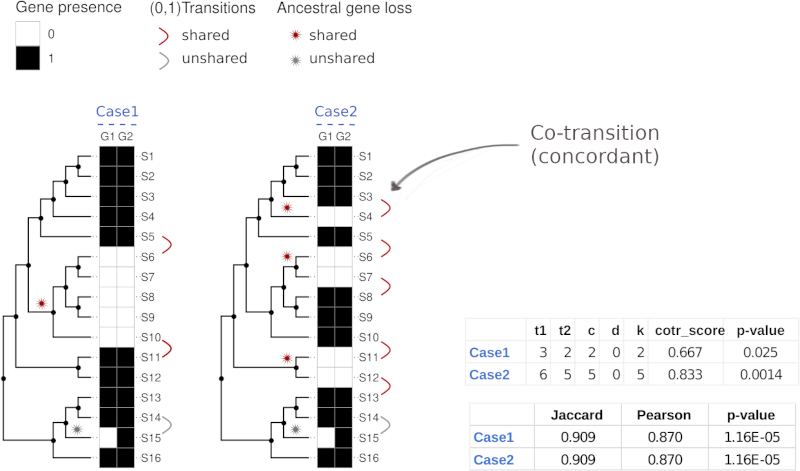 Gene presence
0
1
(0,1)Transitions
shared
unshared
Ancestral gene loss
shared
unshared
Case1
G1 G2
S1
S2
S3
S4
S5
S6
S7
S8
S9
S10
S11
S12
S13
S14
S15
S16
Case2
G1 G2
S1
S2
S3
S4
S5
S6
S7
S8
S9
S10
S11
S12
S13
S14
S15
S16
Co-transition
(concordant)
t1 t2 c d k cotr_score p-value
Case1 3 2 2 0 2 0.667 0.025
Case2 6 5 5 0 5 0.833 0.0014
Jaccard Pearson p-value
Case1 0.909 0.870 1.16E-05
Case2 0.909 0.870 1.16E-05